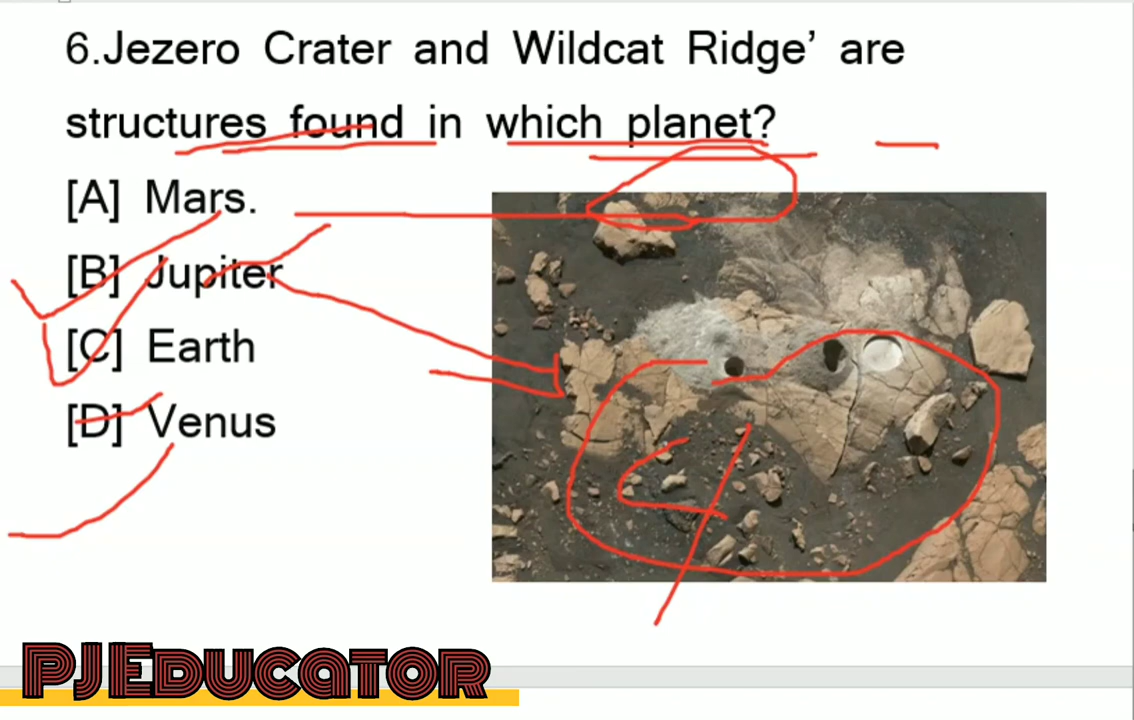 6.Jezero Crater and Wildcat Ridge’ are
structures found in which planet?
[A] Mars.
[B] Jupiter
[C] Earth
[D] Venus
PJEDUCATOR